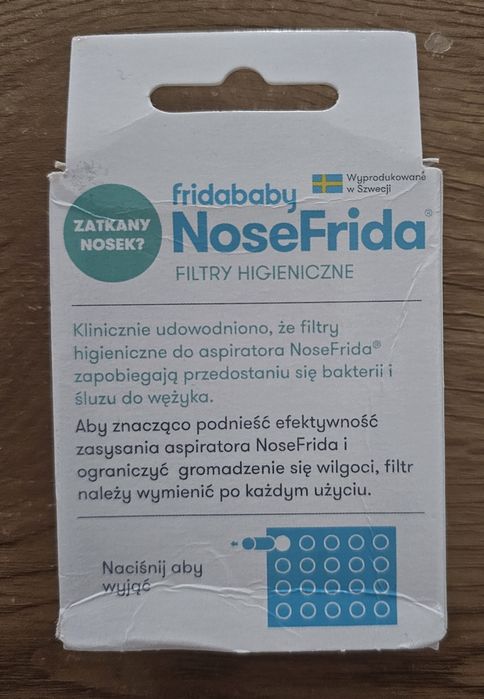 Wyprodukowane
w Szwecji
ZATKANY
NOSEK?
fridababy
NoseFrida®
FILTRY HIGIENICZNE
Klinicznie udowodniono, że filtry
higieniczne do aspiratora NoseFrida®
zapobiegają przedostaniu się bakterii i
śluzu do wężyka.
Aby znacząco podnieść efektywność
zasysania aspiratora NoseFrida i
ograniczyć gromadzenie się wilgoci, filtr
należy wymienić po każdym użyciu.
Naciśnij aby
wyjąć